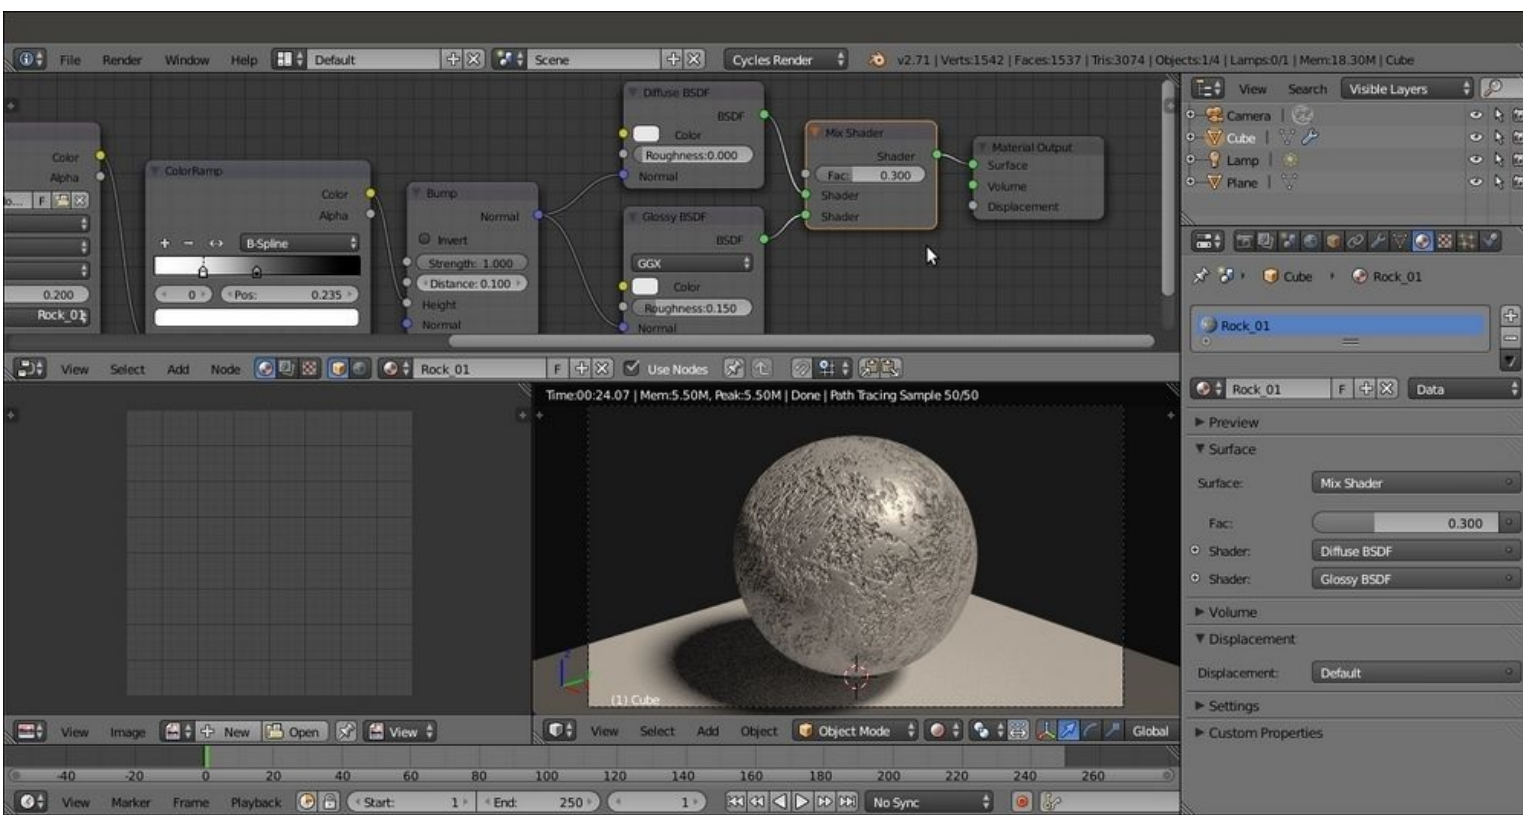 File Render Window Help Default Scene Cycles Render v2.71 | Verts:1542 | Faces:1537 | Tris:3074 | Objects:1/4 | Lamps:0/1 | Mem:18.30M | Cube
View Search Visible Layers
Camera
Cube
Lamp
Plane
Color
Alpha
F
0.200
Rock_01
ColorRamp
Color
Alpha
B-Spline
0 Pos: 0.235
Bump
Normal
Invert
Strength: 1.000
Distance: 0.100
Height
Normal
Diffuse BSDF
BSDF
Color
Roughness:0.000
Normal
Glossy BSDF
BSDF
GGX
Color
Roughness:0.150
Normal
Mix Shader
Shader
Fac: 0.300
Shader
Shader
Material Output
Surface
Volume
Displacement
View Select Add Node Rock_01 F Use Nodes
Cube Rock_01
Rock_01
Rock_01 F Data
Preview
Surface
Surface: Mix Shader
Fac: 0.300
Shader: Diffuse BSDF
Shader: Glossy BSDF
Volume
Displacement
Displacement: Default
Settings
Custom Properties
Time:00:24.07 | Mem:5.50M, Peak:5.50M | Done | Path Tracing Sample 50/50
(1) Cube
View Image New Open View
View Select Add Object Object Mode Global
-40 -20 0 20 40 60 80 100 120 140 160 180 200 220 240 260
View Marker Frame Playback Start: 1 End: 250 1 No Sync